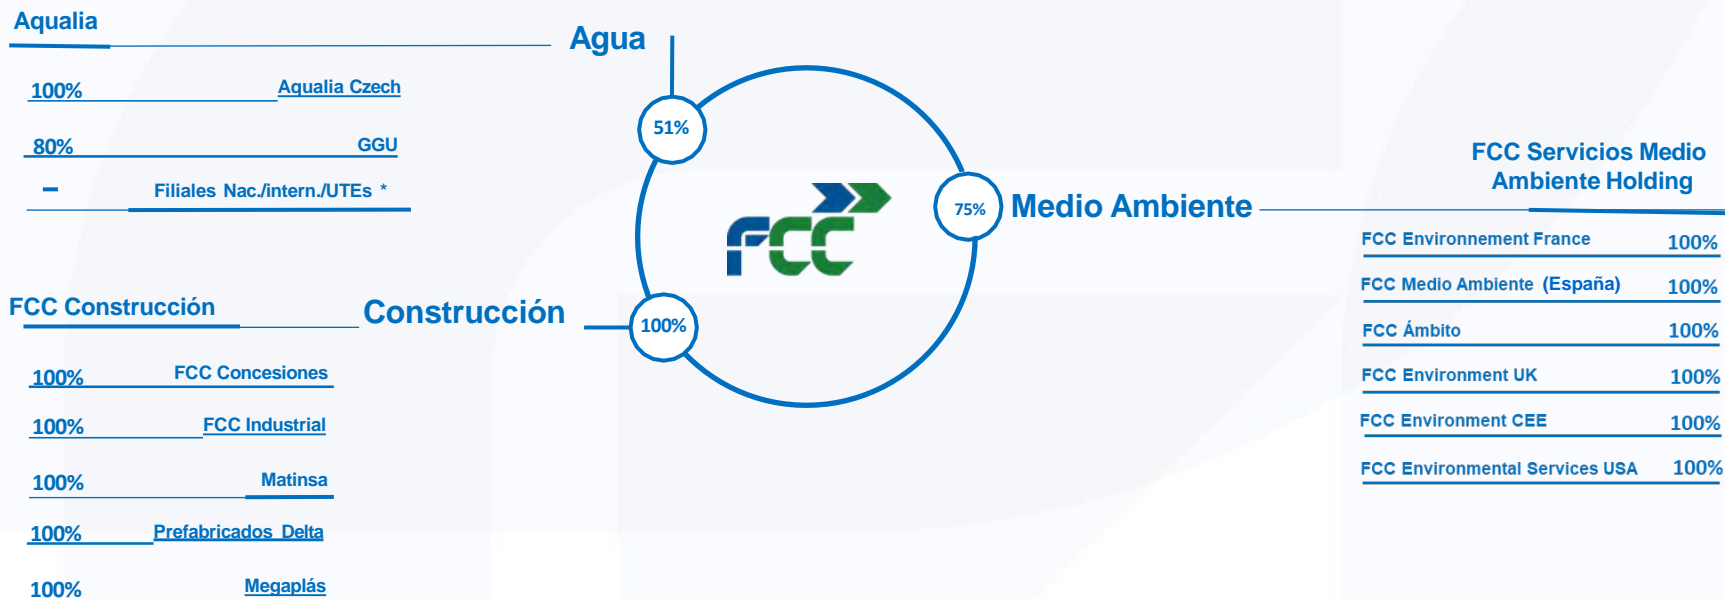 Aqualia
Agua
100% Aqualia Czech
80% GGU
– Filiales Nac./intern./UTEs *
51%
FCC
FCC Construcción
Construcción
100%
100% FCC Concesiones
100% FCC Industrial
100% Matinsa
100% Prefabricados Delta
100% Megaplás
75%
Medio Ambiente
FCC Servicios Medio
Ambiente Holding
FCC Environnement France 100%
FCC Medio Ambiente (España) 100%
FCC Ámbito 100%
FCC Environment UK 100%
FCC Environment CEE 100%
FCC Environmental Services USA 100%